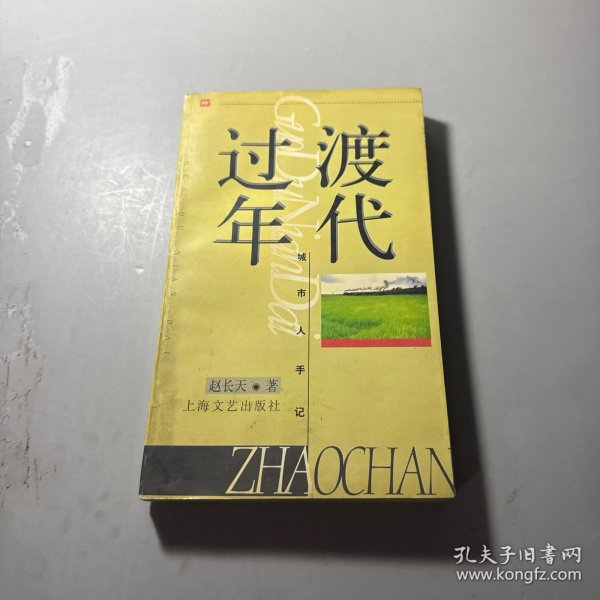 过渡
年代
GuoDuNianDai
城市人手记
赵长天 著
上海文艺出版社
ZHAOCHAN
孔夫子旧書网
www.kongfz.com